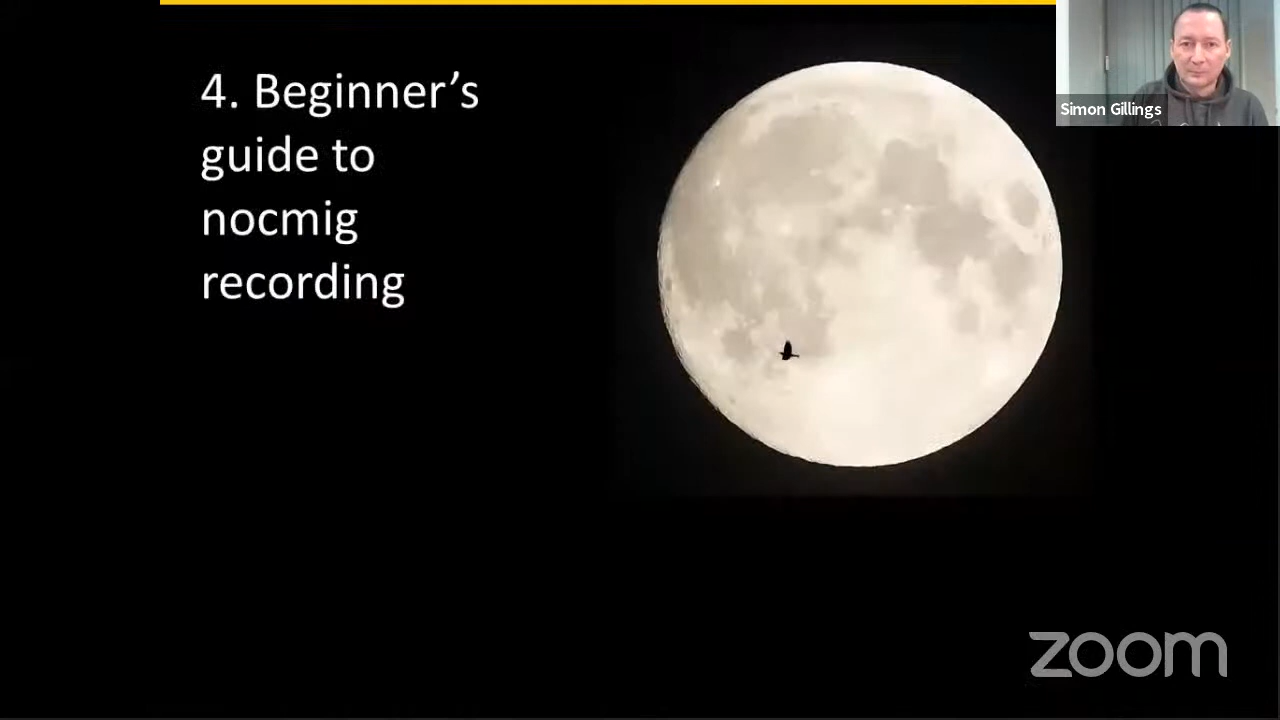 4. Beginner’s
guide to
nocmig
recording
Simon Gillings
zoom